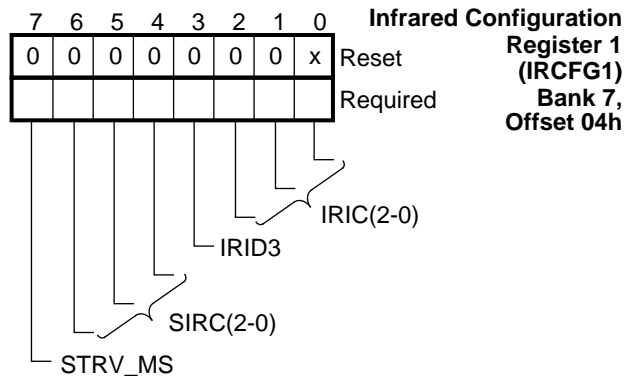 7 6 5 4 3 2 1 0
Infrared Configuration
Register 1
(IRCFG1)
Bank 7,
Offset 04h
0 0 0 0 0 0 0 x Reset
Required
IRIC(2-0)
IRID3
SIRC(2-0)
STRV_MS